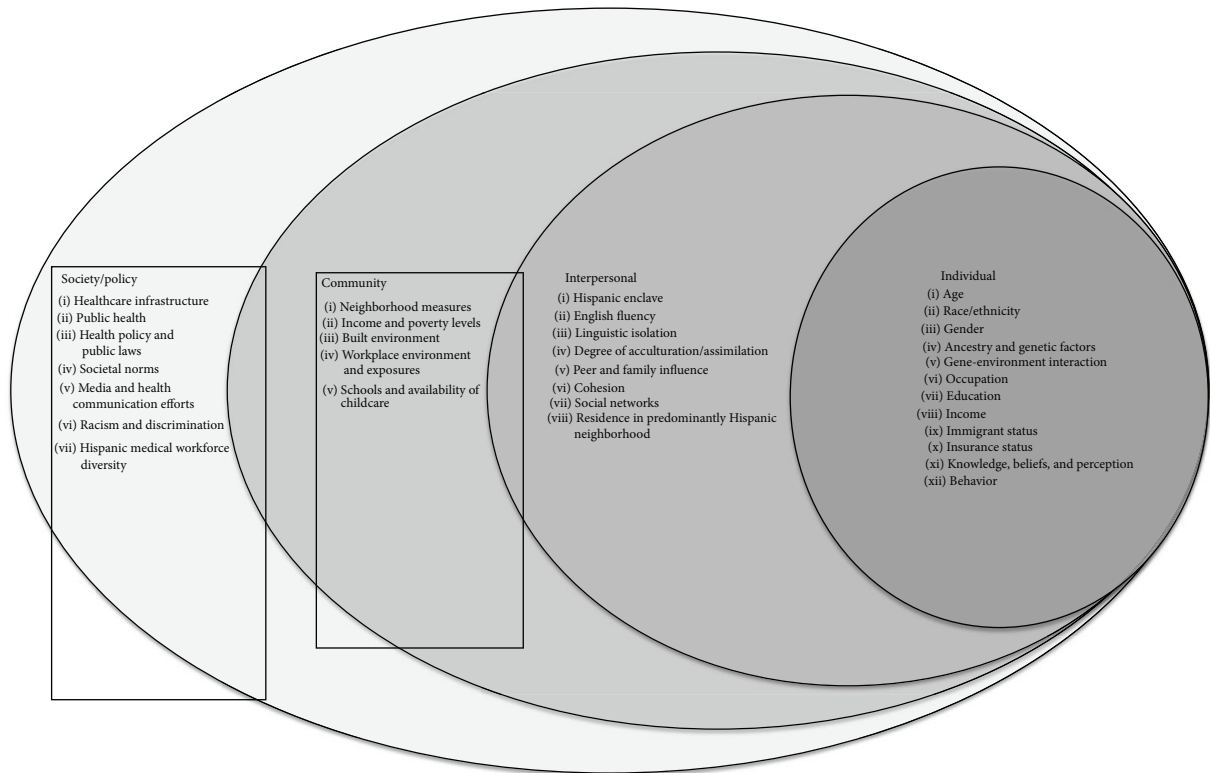 Society/policy
(i) Healthcare infrastructure
(ii) Public health
(iii) Health policy and
public laws
(iv) Societal norms
(v) Media and health
communication efforts
(vi) Racism and discrimination
(vii) Hispanic medical workforce
diversity
Community
(i) Neighborhood measures
(ii) Income and poverty levels
(iii) Built environment
(iv) Workplace environment
and exposures
(v) Schools and availability of
childcare
Interpersonal
(i) Hispanic enclave
(ii) English fluency
(iii) Linguistic isolation
(iv) Degree of acculturation/assimilation
(v) Peer and family influence
(vi) Cohesion
(vii) Social networks
(viii) Residence in predominantly Hispanic
neighborhood
Individual
(i) Age
(ii) Race/ethnicity
(iii) Gender
(iv) Ancestry and genetic factors
(v) Gene-environment interaction
(vi) Occupation
(vii) Education
(viii) Income
(ix) Immigrant status
(x) Insurance status
(xi) Knowledge, beliefs, and perception
(xii) Behavior